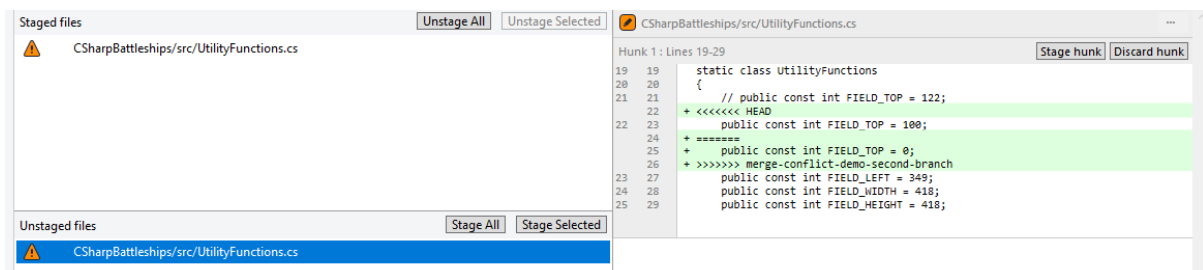 Staged files Unstage All Unstage Selected
CSharpBattleships/src/UtilityFunctions.cs
Unstaged files Stage All Stage Selected
CSharpBattleships/src/UtilityFunctions.cs
CSharpBattleships/src/UtilityFunctions.cs ...
Hunk 1 : Lines 19-29 Stage hunk Discard hunk
19 19 static class UtilityFunctions
20 20 {
21 21 // public const int FIELD_TOP = 122;
22 + <<<<<<< HEAD
22 23 public const int FIELD_TOP = 100;
24 + =======
25 + public const int FIELD_TOP = 0;
26 + >>>>>>> merge-conflict-demo-second-branch
23 27 public const int FIELD_LEFT = 349;
24 28 public const int FIELD_WIDTH = 418;
25 29 public const int FIELD_HEIGHT = 418;